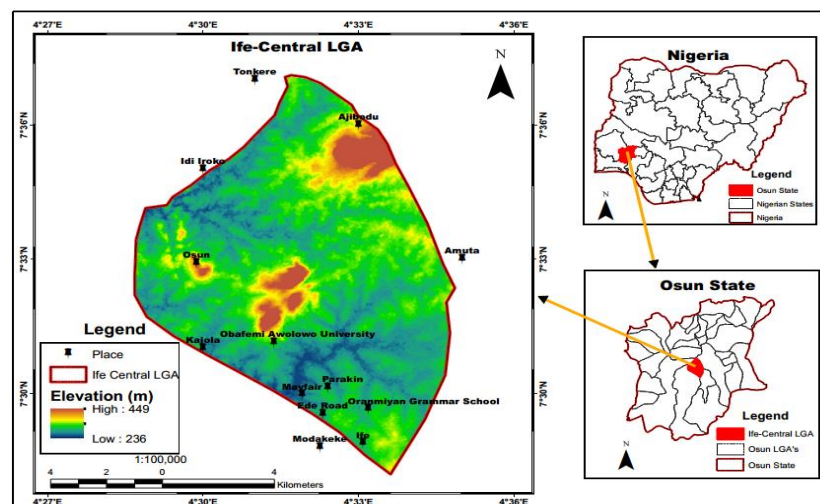 4°27'E 4°30'E 4°33'E 4°36'E
Ife-Central LGA
N
Tonkere
Ajibodu
7°36'N 7°36'N
Idi Iroko
Amuta
7°33'N 7°33'N
Osun
Obafemi Awolowo University
Kajola
Parakin
Mayfair
7°30'N 7°30'N
Oranmiyan Grammar School
Ede Road
Ife
Modakeke
Legend
Place
Ife Central LGA
Elevation (m)
High : 449
Low : 236
1:100,000
4 2 0 4
Kilometers
4°27'E 4°30'E 4°33'E 4°36'E
Nigeria
Legend
Osun State
Nigerian States
Nigeria
N
Osun State
Legend
Ife-Central LGA
Osun LGA's
Osun State
N